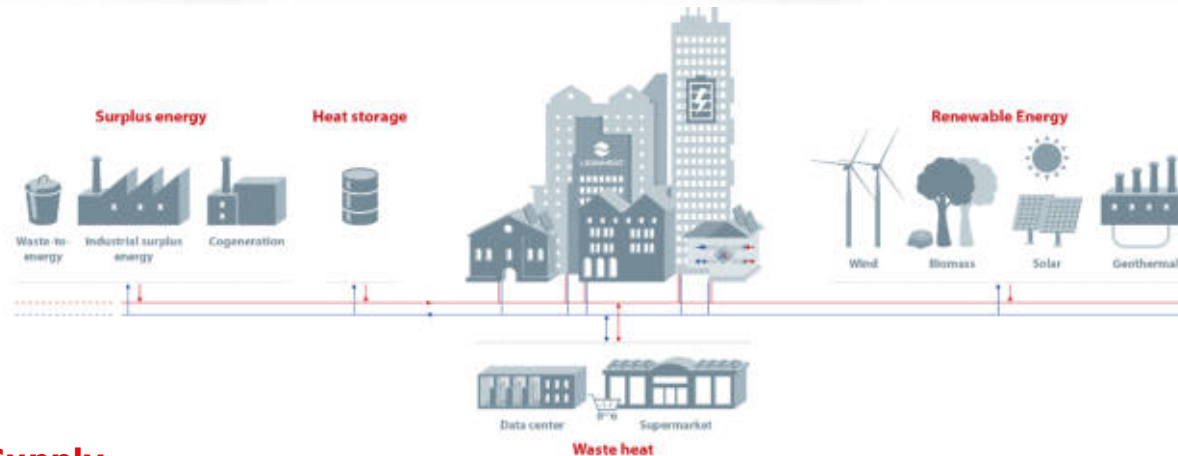 Surplus energy
Heat storage
Renewable Energy
LEANHEAT
Waste-to-
energy
Industrial surplus
energy
Cogeneration
Wind
Biomass
Solar
Geothermal
Data center
Supermarket
Waste heat